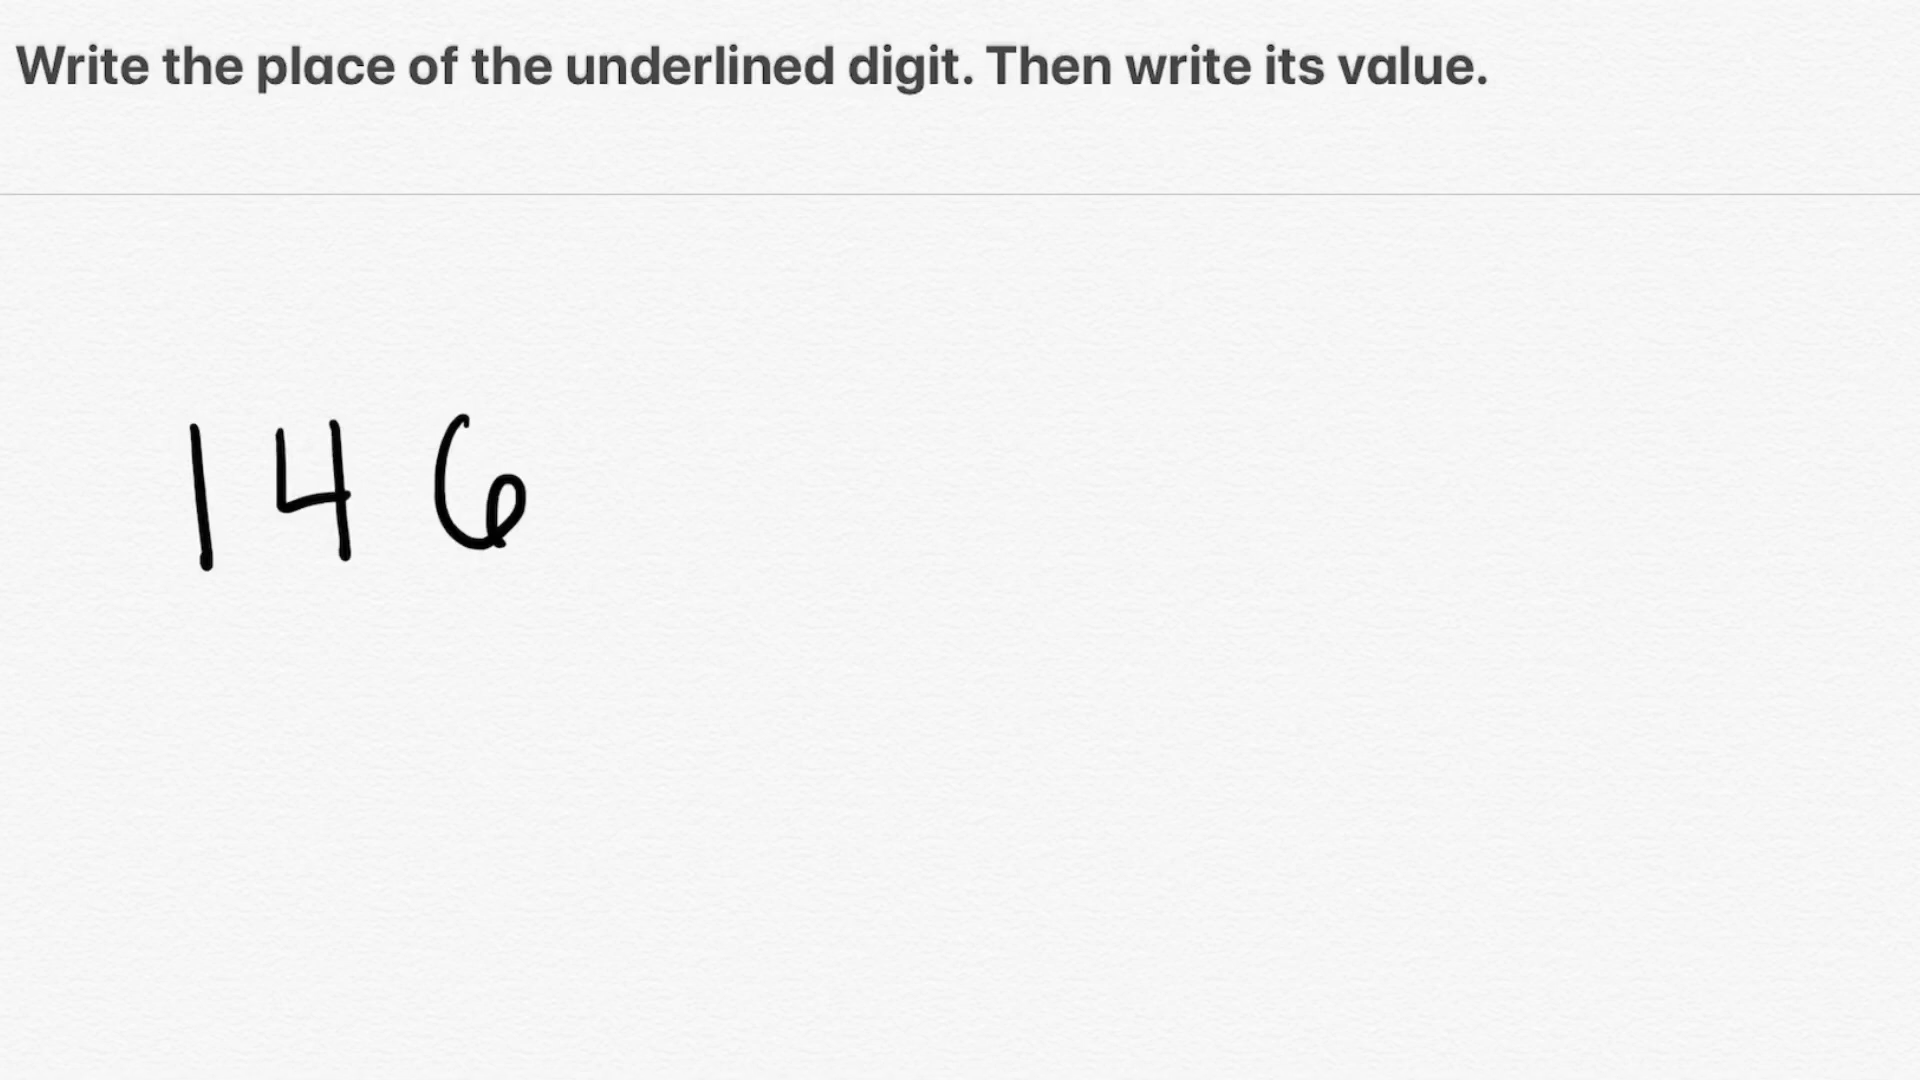 Write the place of the underlined digit. Then write its value.
146